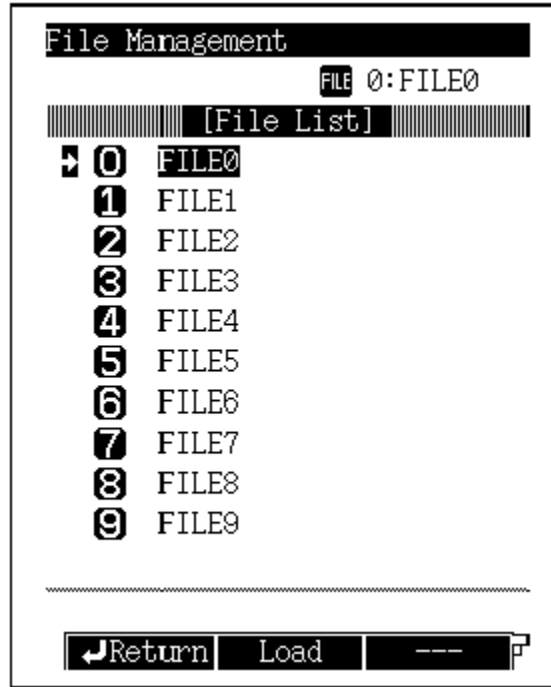 File Management
FILE 0:FILE0
[File List]
0 FILE0
1 FILE1
2 FILE2
3 FILE3
4 FILE4
5 FILE5
6 FILE6
7 FILE7
8 FILE8
9 FILE9
↵Return Load ---